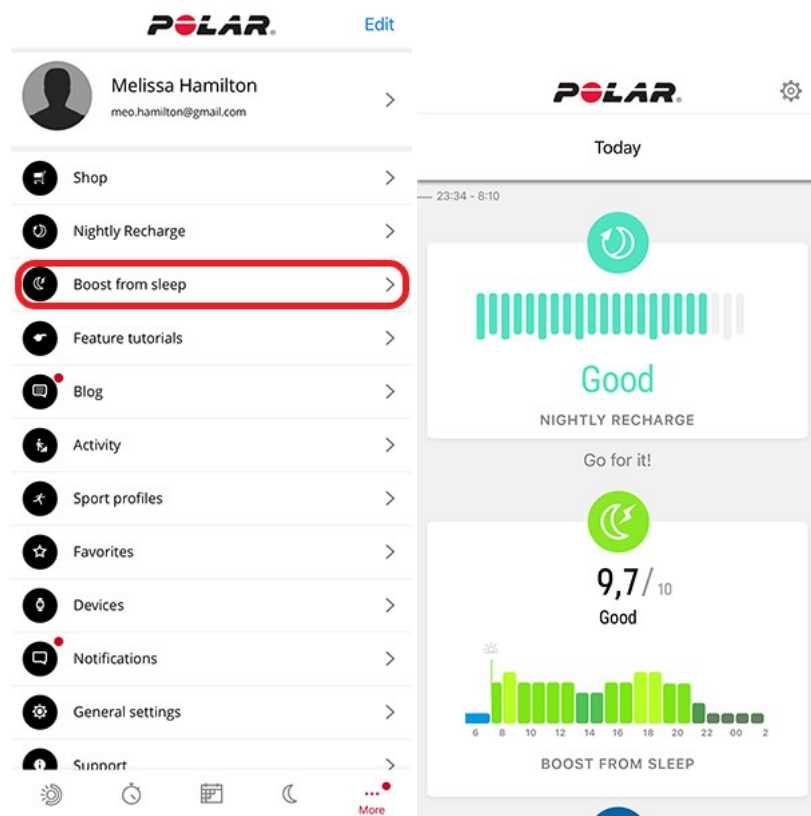 POLAR.
Edit
Melissa Hamilton
meo.hamilton@gmail.com
Shop
Nightly Recharge
Boost from sleep
Feature tutorials
Blog
Activity
Sport profiles
Favorites
Devices
Notifications
General settings
Support
More
POLAR.
Today
23:34 - 8:10
Good
NIGHTLY RECHARGE
Go for it!
9,7/ 10
Good
6 8 10 12 14 16 18 20 22 00 2
BOOST FROM SLEEP